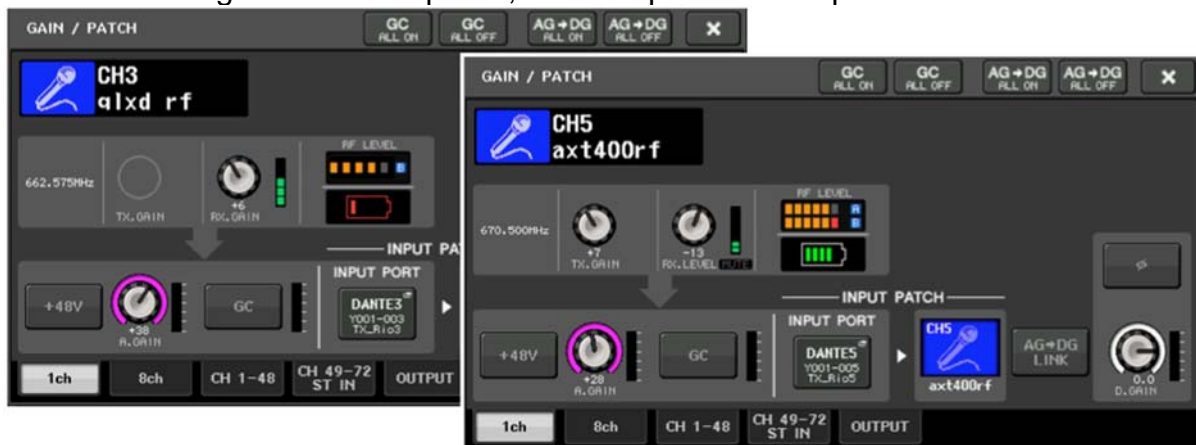 GAIN / PATCH
GC ALL ON
GC ALL OFF
AG→DG ALL ON
AG→DG ALL OFF
CH3
qlxd rf
662.575MHz
TX.GAIN
+6
RX.GAIN
RF LEVEL
B
INPUT PA
+48V
+38
A.GAIN
GC
INPUT PORT
DANTE3
Y001-003
TX_Rio3
1ch
8ch
CH 1-48
CH 49-72
ST IN
OUTPUT
GAIN / PATCH
GC ALL ON
GC ALL OFF
AG→DG ALL ON
AG→DG ALL OFF
CH5
axt400rf
670.500MHz
+7
TX.GAIN
-13
RX.LEVEL MUTE
RF LEVEL
A
B
INPUT PATCH
+48V
+28
A.GAIN
GC
INPUT PORT
DANTE5
Y001-005
TX_Rio5
CH5
axt400rf
AG→DG
LINK
0.0
D.GAIN
1ch
8ch
CH 1-48
CH 49-72
ST IN
OUTPUT